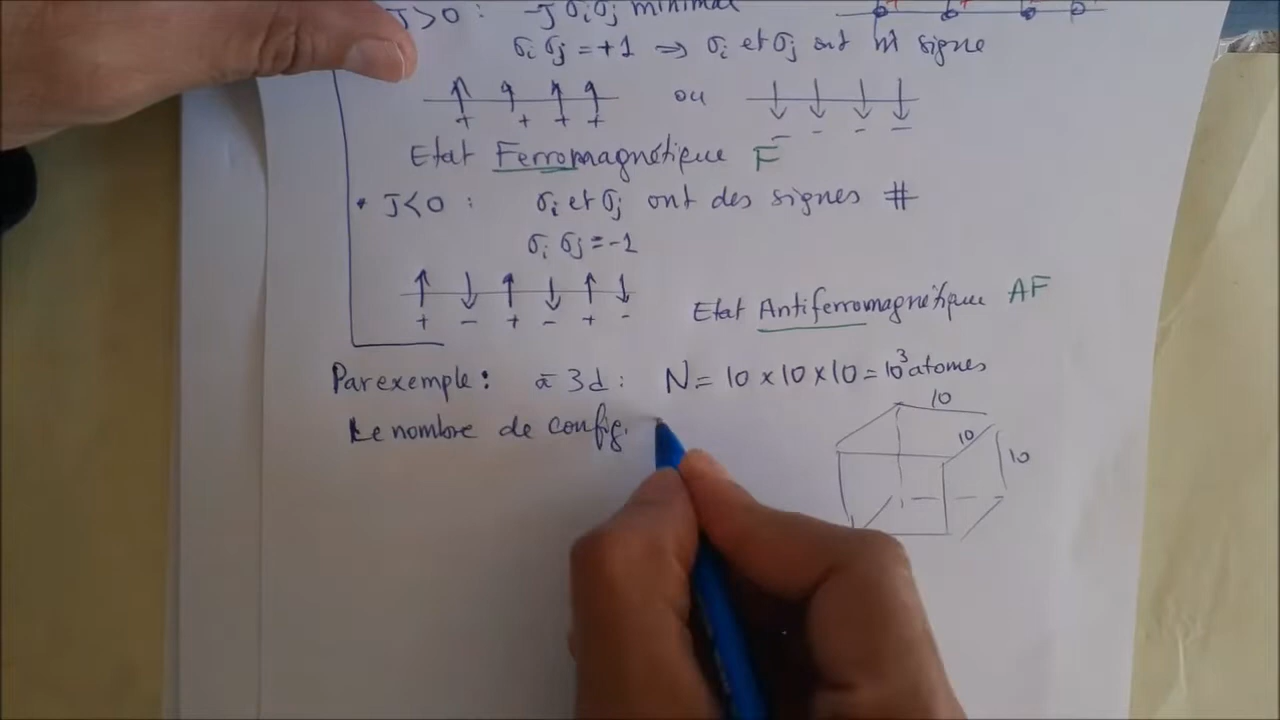 J>0 : -J σi σj minimal
σi σj = +1 ⇒ σi et σj ont m̂ signe
+ + + + ou - - - -
Etat Ferromagnétique F
• J<0 : σi et σj ont des signes #
σi σj = -1
+ - + - + -
Etat Antiferromagnétique AF
Par exemple : à 3d : N = 10 × 10 × 10 = 10³ atomes
Le nombre de config.
10
10
10